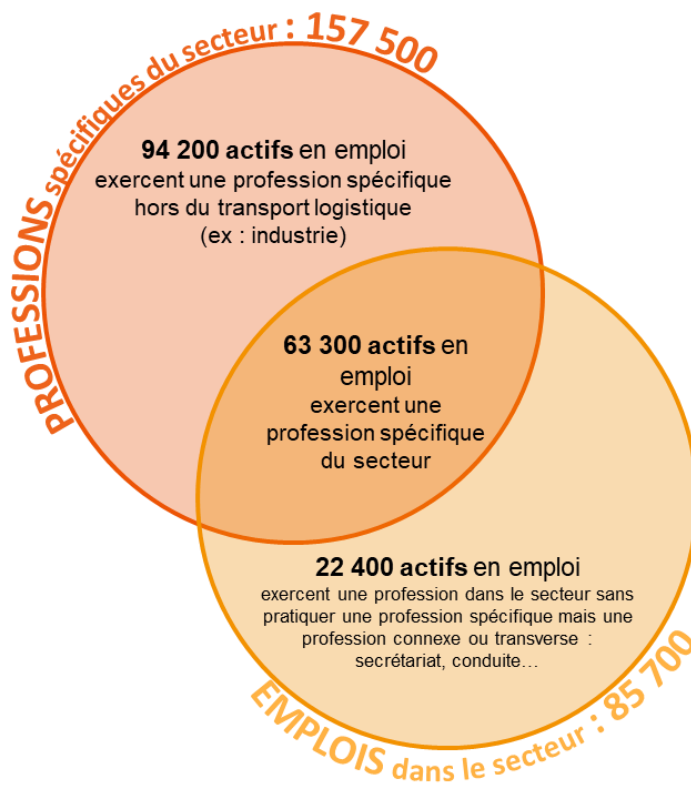 PROFESSIONS spécifiques du secteur : 157 500
94 200 actifs en emploi
exercent une profession spécifique
hors du transport logistique
(ex : industrie)
63 300 actifs en
emploi
exercent une
profession spécifique
du secteur
22 400 actifs en emploi
exercent une profession dans le secteur sans
pratiquer une profession spécifique mais une
profession connexe ou transverse :
secrétariat, conduite…
EMPLOIS dans le secteur : 85 700